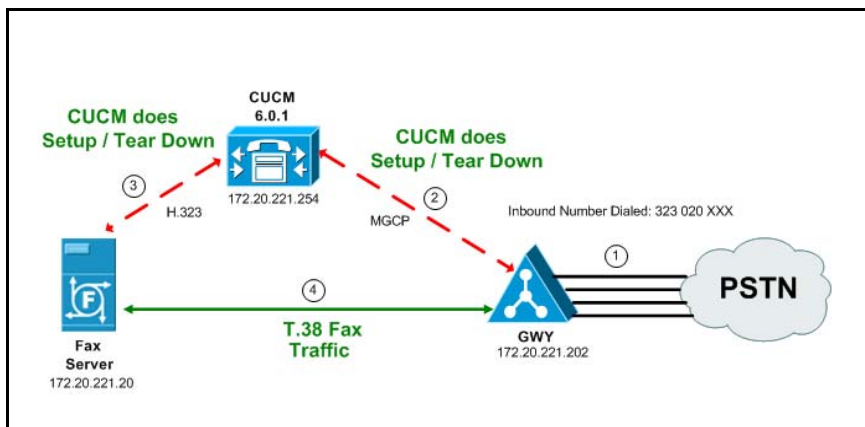 CUCM
6.0.1
CUCM does
Setup / Tear Down
CUCM does
Setup / Tear Down
3
2
172.20.221.254
H.323
MGCP
Inbound Number Dialed: 323 020 XXX
1
PSTN
F
4
T.38 Fax
Traffic
GWY
172.20.221.202
Fax
Server
172.20.221.20